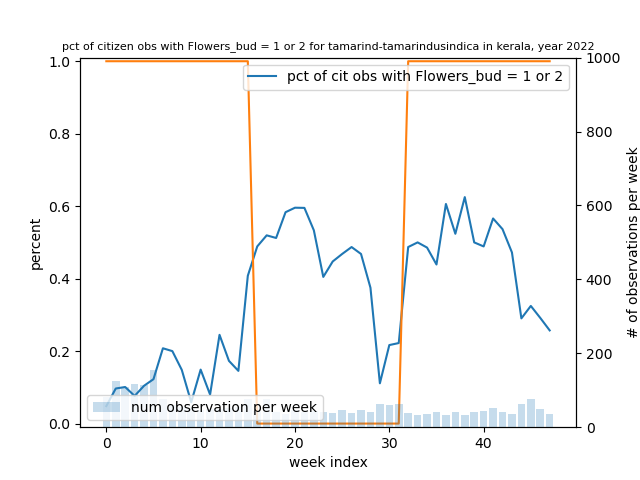 pct of citizen obs with Flowers_bud = 1 or 2 for tamarind-tamarindusindica in kerala, year 2022
pct of cit obs with Flowers_bud = 1 or 2
1.0
0.8
0.6
0.4
0.2
0.0
percent
1000
800
600
400
200
0
# of observations per week
num observation per week
0 10 20 30 40
week index